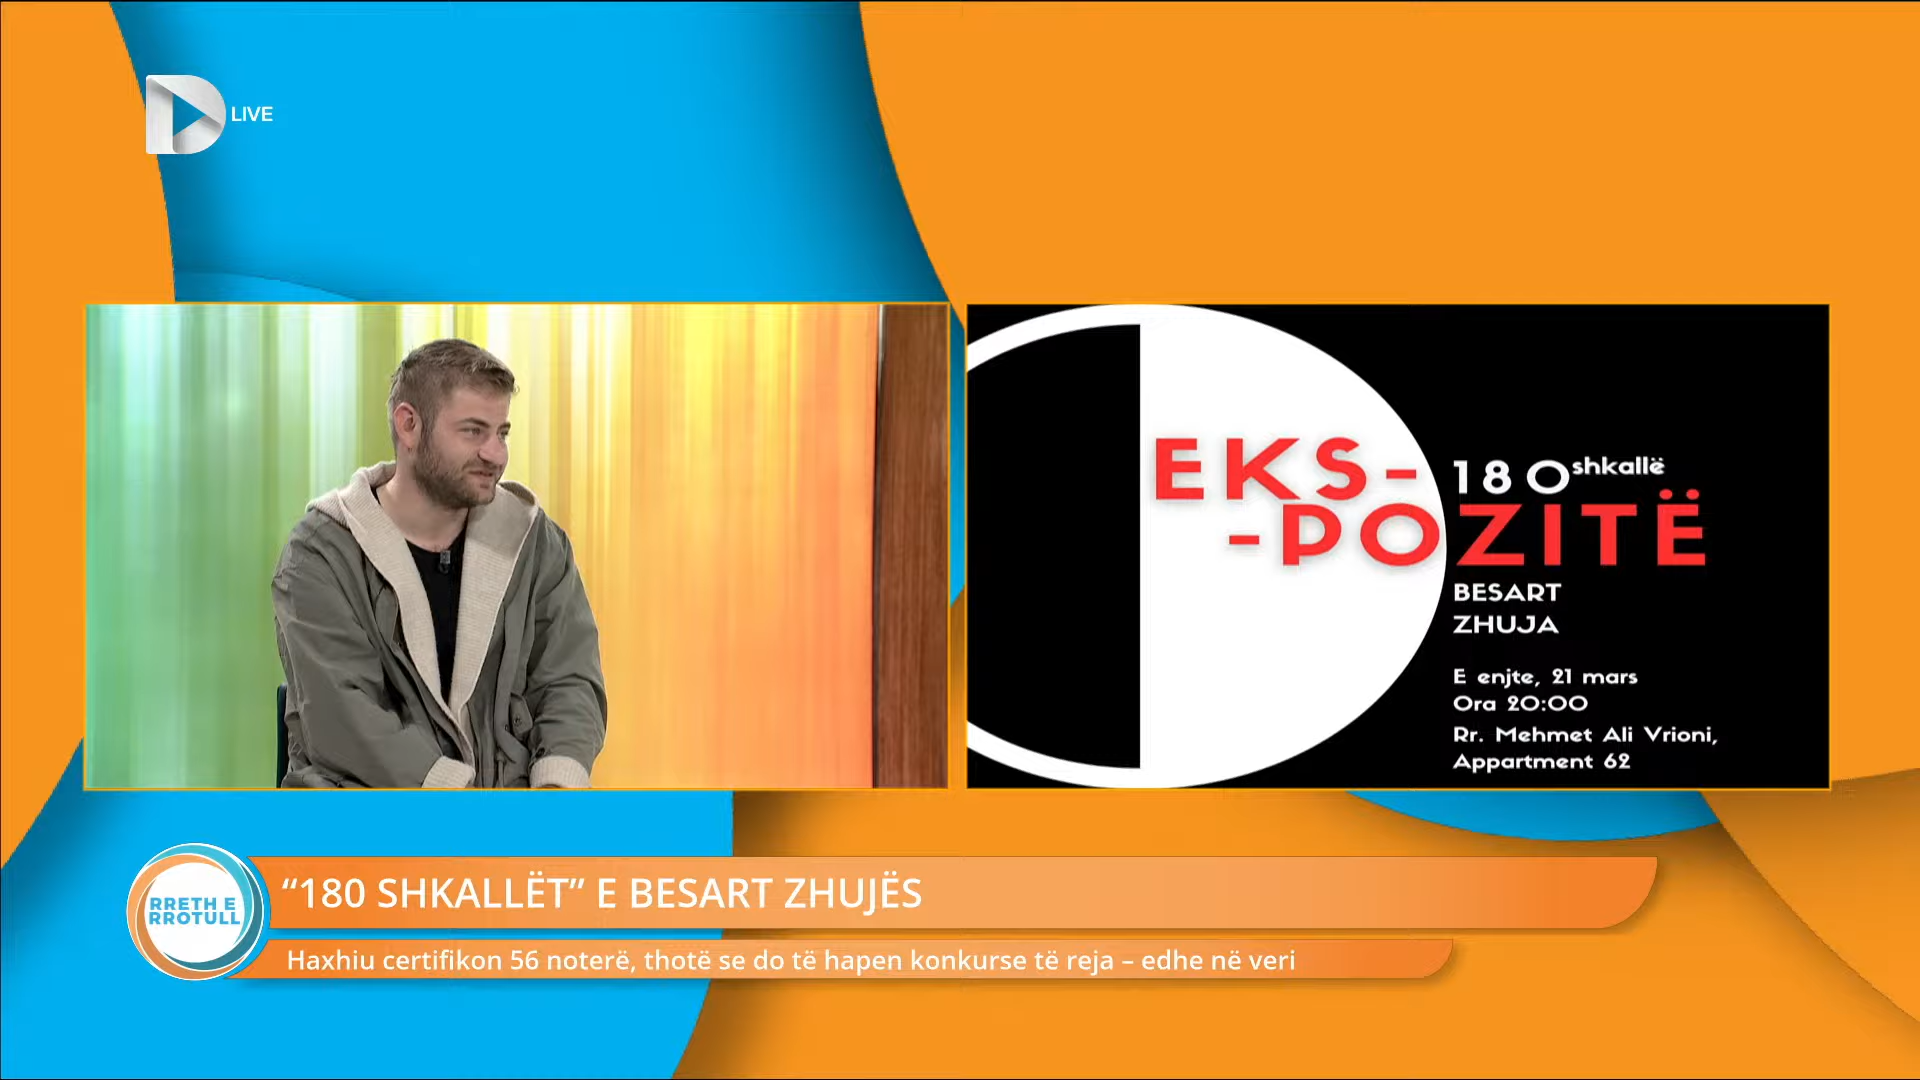 LIVE
EKS-
-POZITË
180 shkallë
BESART
ZHUJA
E enjte, 21 mars
Ora 20:00
Rr. Mehmet Ali Vrioni,
Appartment 62
RRETH E
RROTULL
“180 SHKALLËT” E BESART ZHUJËS
Haxhiu certifikon 56 noterë, thotë se do të hapen konkurse të reja – edhe në veri